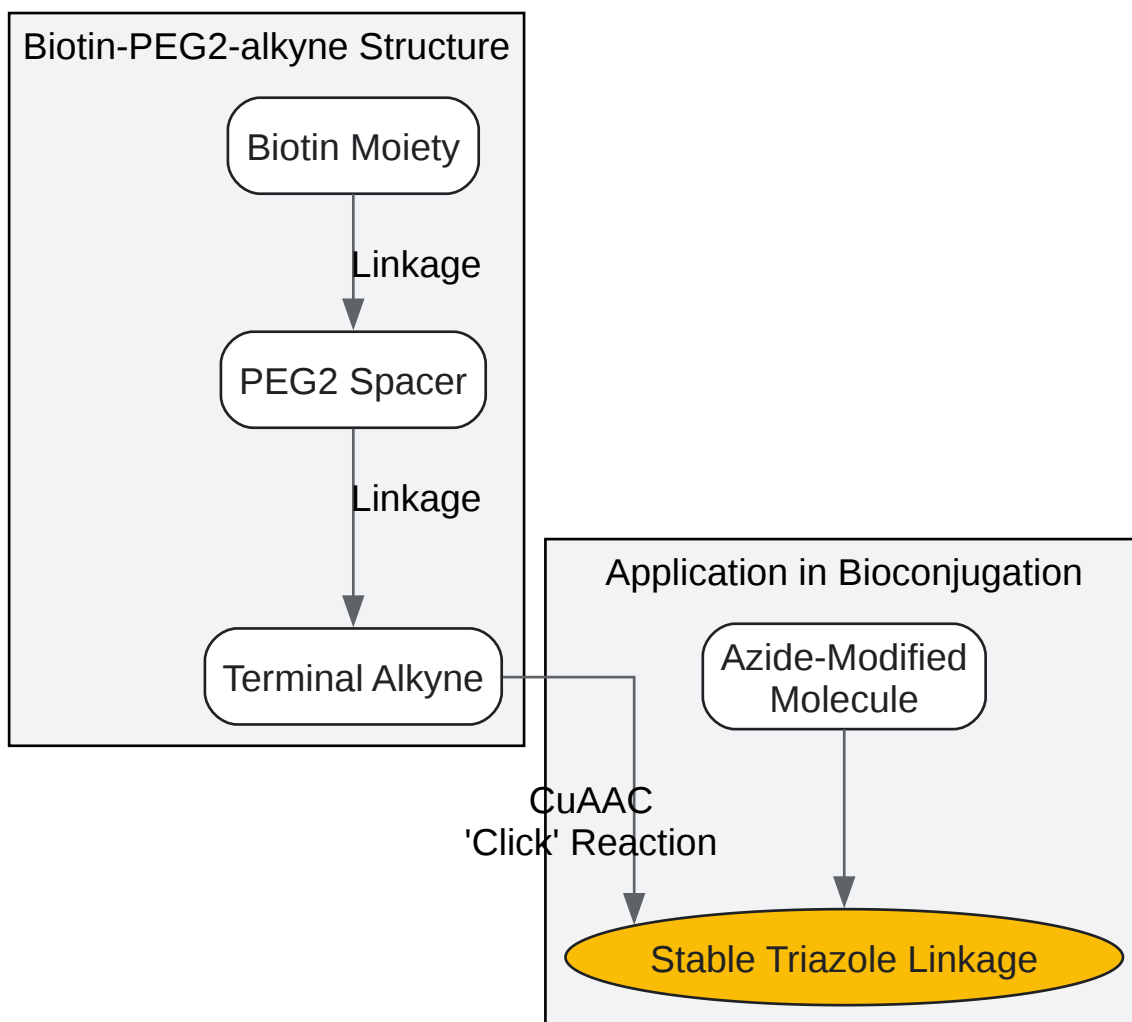 Biotin-PEG2-alkyne Structure
Biotin Moiety
Linkage
PEG2 Spacer
Linkage
Terminal Alkyne
Application in Bioconjugation
Azide-Modified
Molecule
CuAAC
'Click' Reaction
Stable Triazole Linkage